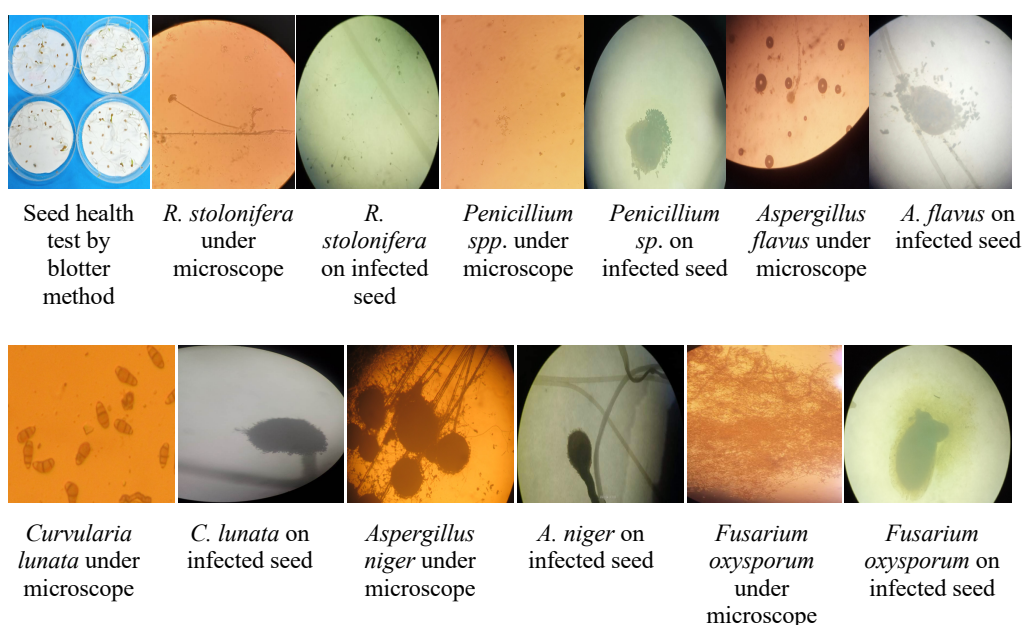 Seed health
test by
blotter
method
R. stolonifera
under
microscope
R.
stolonifera
on infected
seed
Penicillium
spp. under
microscope
Penicillium
sp. on
infected seed
Aspergillus
flavus under
microscope
A. flavus on
infected seed
Curvularia
lunata under
microscope
C. lunata on
infected seed
Aspergillus
niger under
microscope
A. niger on
infected seed
Fusarium
oxysporum
under
microscope
Fusarium
oxysporum on
infected seed